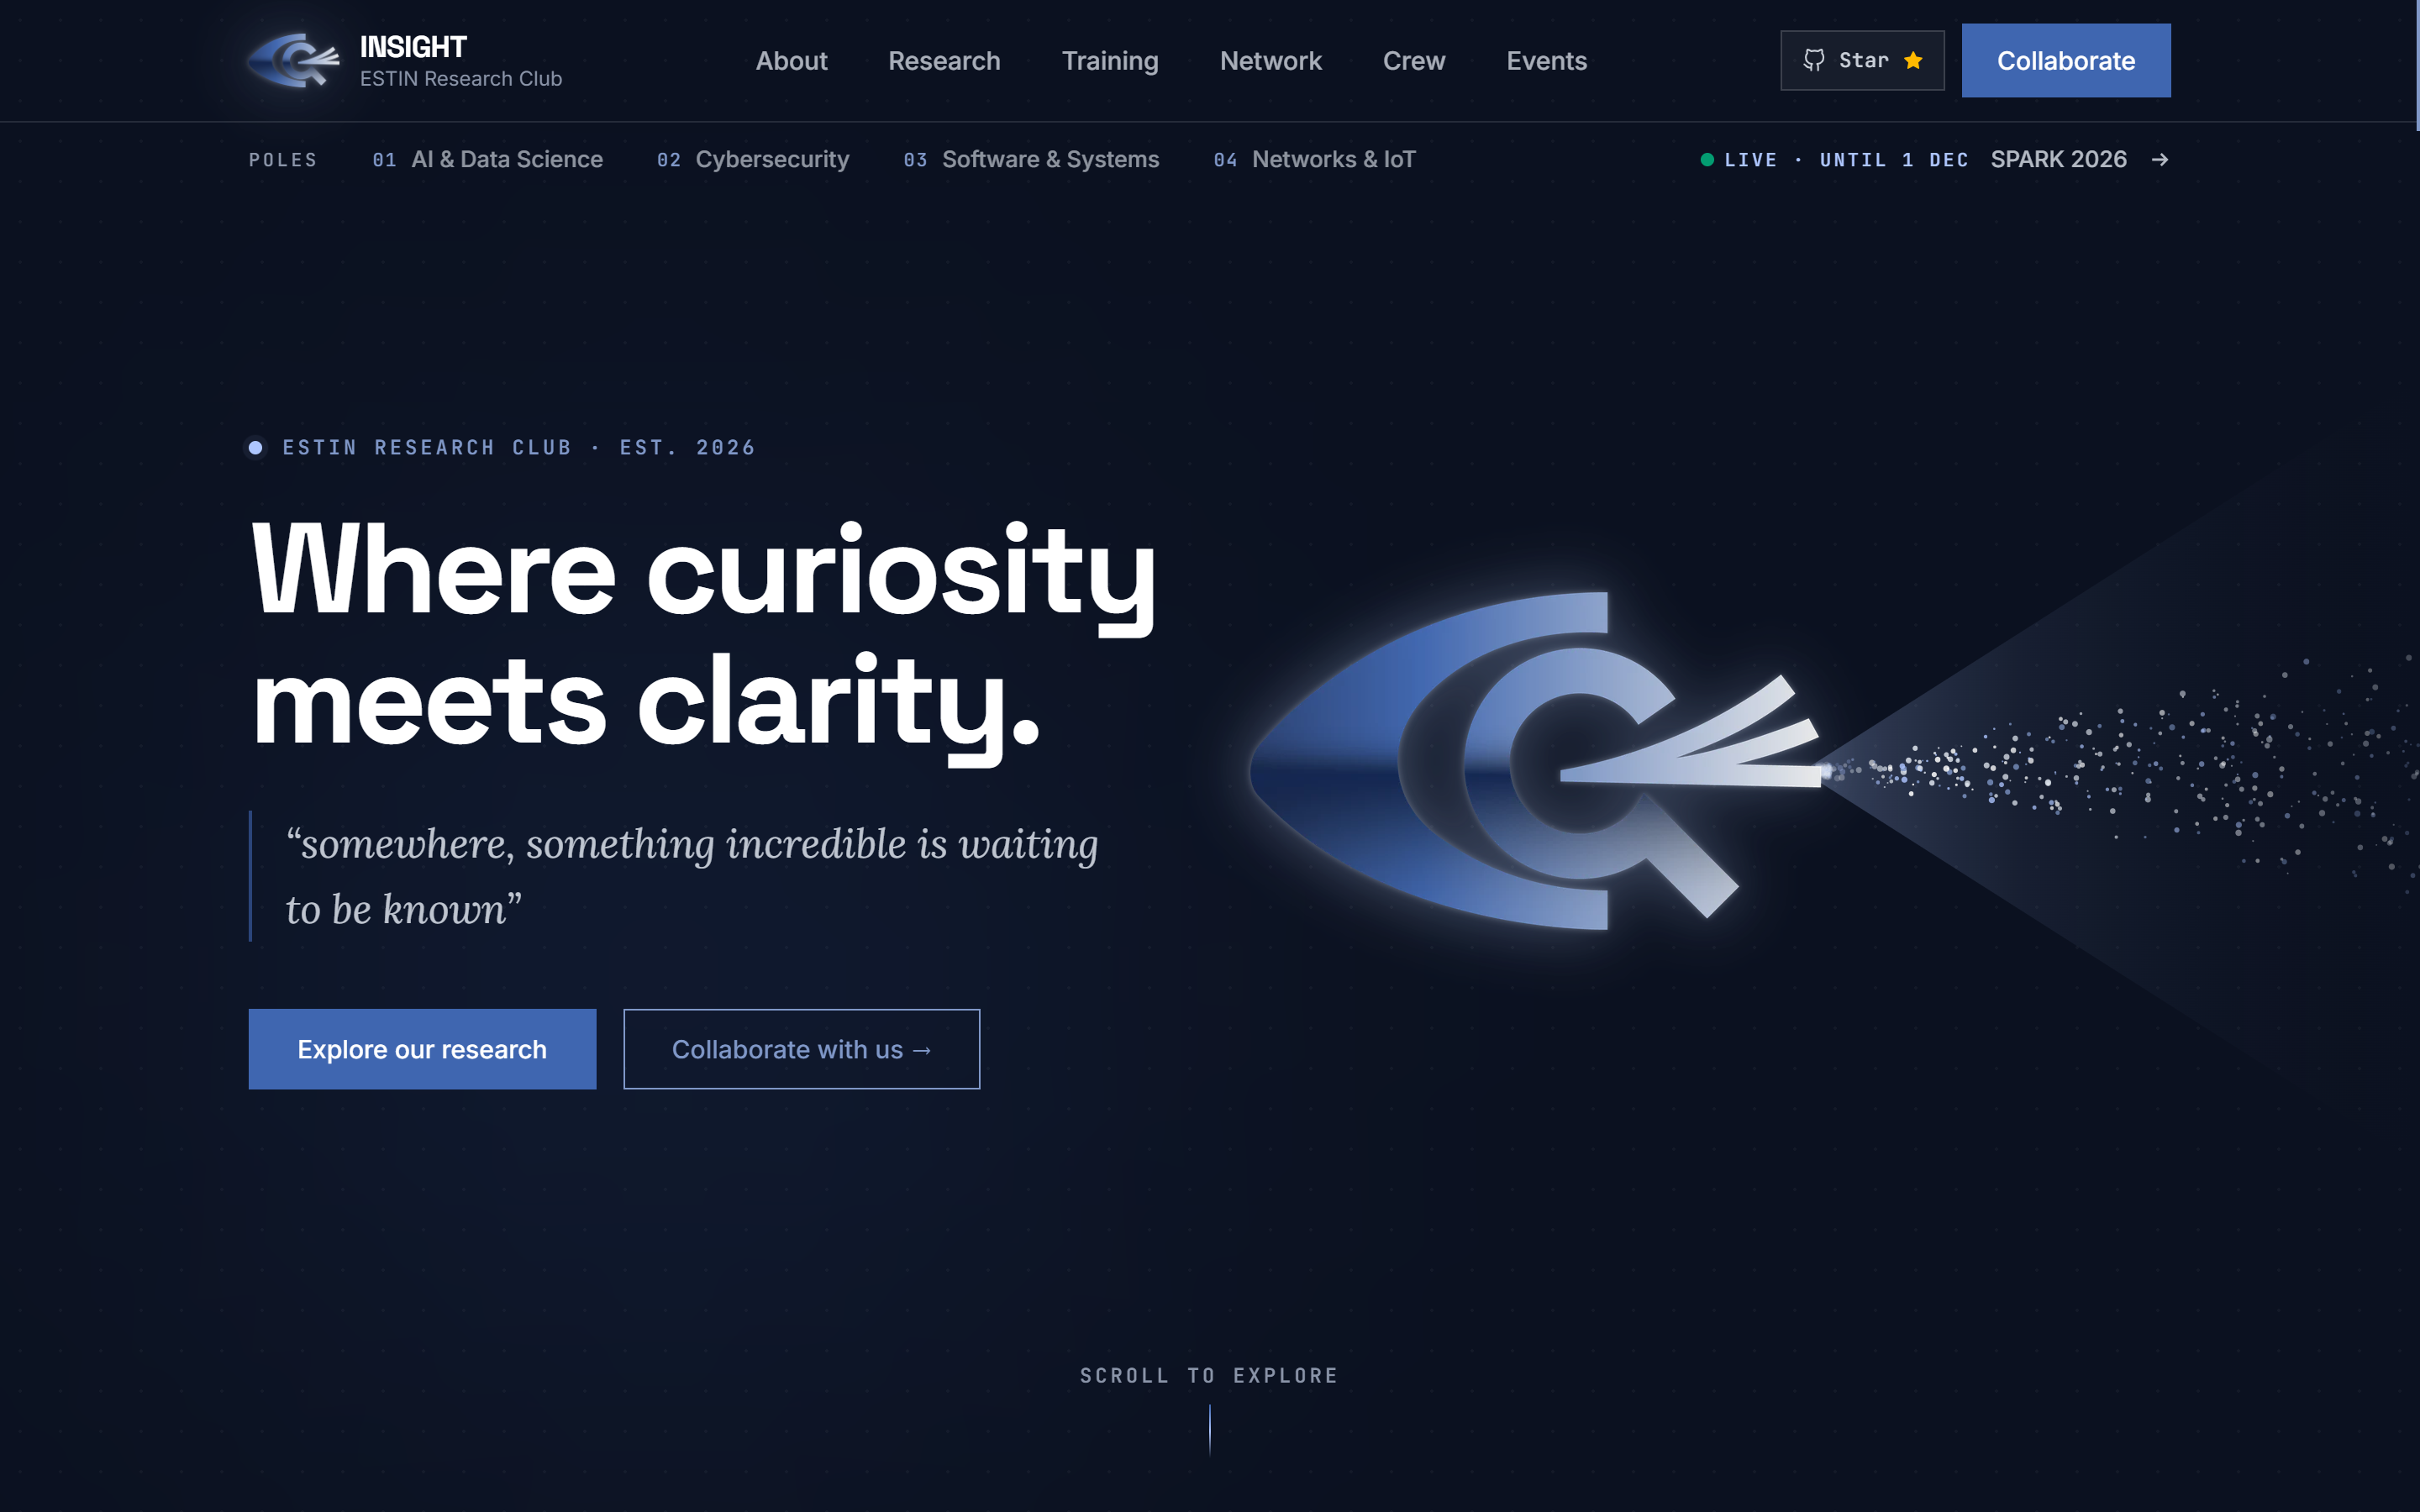 INSIGHT
ESTIN Research Club
About Research Training Network Crew Events
Star
Collaborate
POLES 01 AI & Data Science 02 Cybersecurity 03 Software & Systems 04 Networks & IoT
LIVE · UNTIL 1 DEC SPARK 2026 →
ESTIN RESEARCH CLUB · EST. 2026
Where curiosity
meets clarity.
“somewhere, something incredible is waiting
to be known”
Explore our research
Collaborate with us →
SCROLL TO EXPLORE